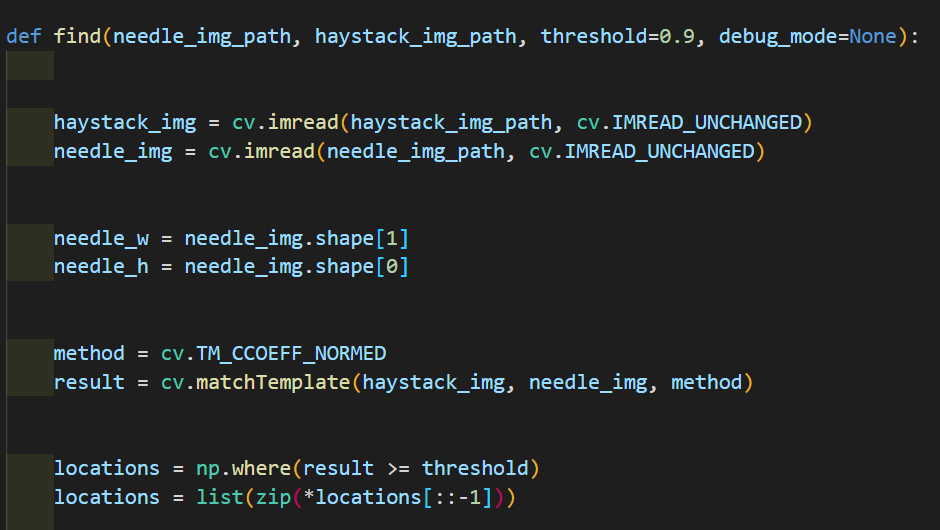 def find(needle_img_path, haystack_img_path, threshold=0.9, debug_mode=None):
haystack_img = cv.imread(haystack_img_path, cv.IMREAD_UNCHANGED)
needle_img = cv.imread(needle_img_path, cv.IMREAD_UNCHANGED)
needle_w = needle_img.shape[1]
needle_h = needle_img.shape[0]
method = cv.TM_CCOEFF_NORMED
result = cv.matchTemplate(haystack_img, needle_img, method)
locations = np.where(result >= threshold)
locations = list(zip(*locations[::-1]))